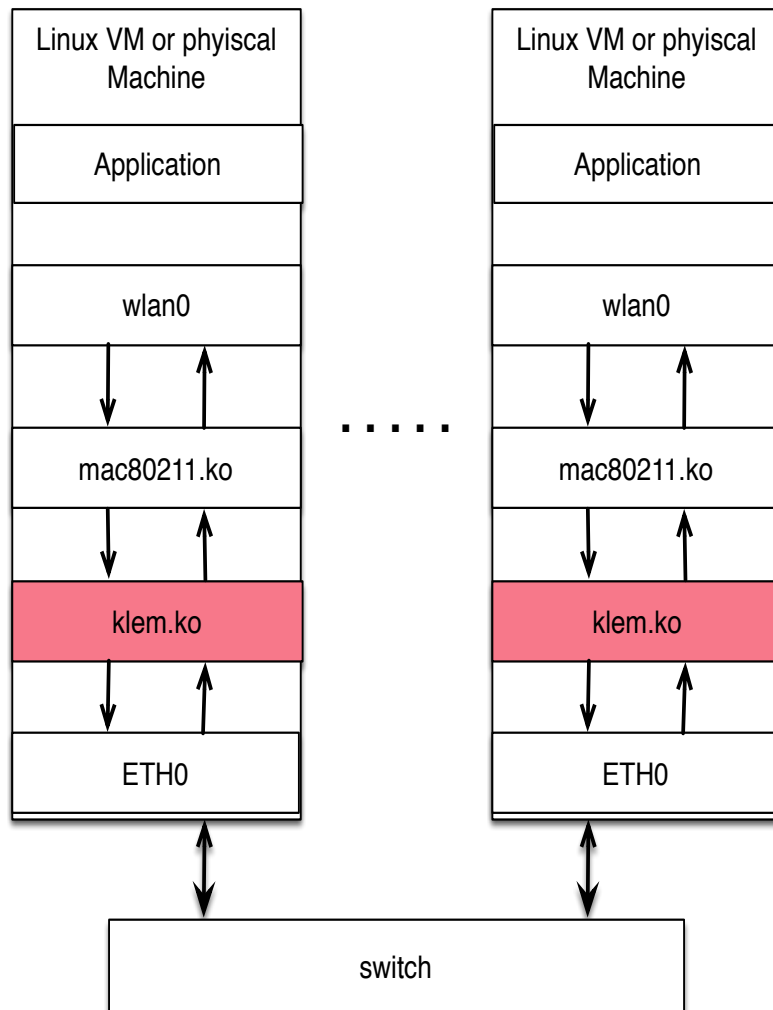 Linux VM or phyiscal
Machine
Application
wlan0
mac80211.ko
klem.ko
ETH0
Linux VM or phyiscal
Machine
Application
wlan0
mac80211.ko
klem.ko
ETH0
.....
switch